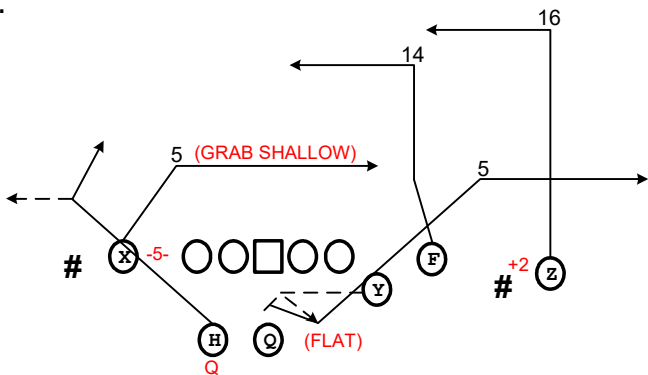 .
16
14
5 (GRAB SHALLOW)
5
# X -5- F # +2 Z
Y
H Q (FLAT)
Q